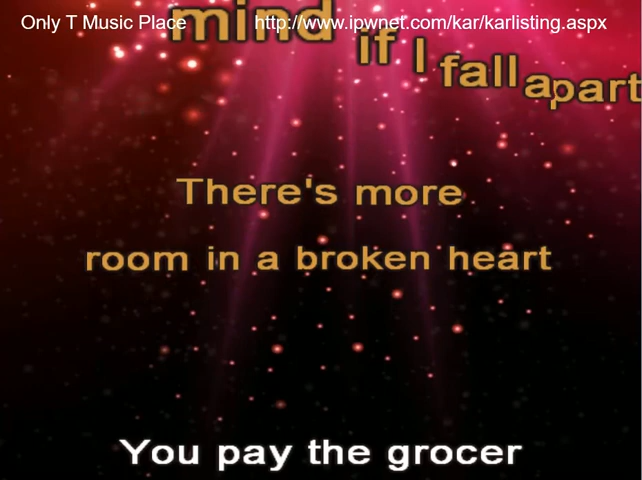 Only T Music Place http://www.ipwnet.com/kar/karlisting.aspx
mind if I fall apart
There's more
room in a broken heart
You pay the grocer